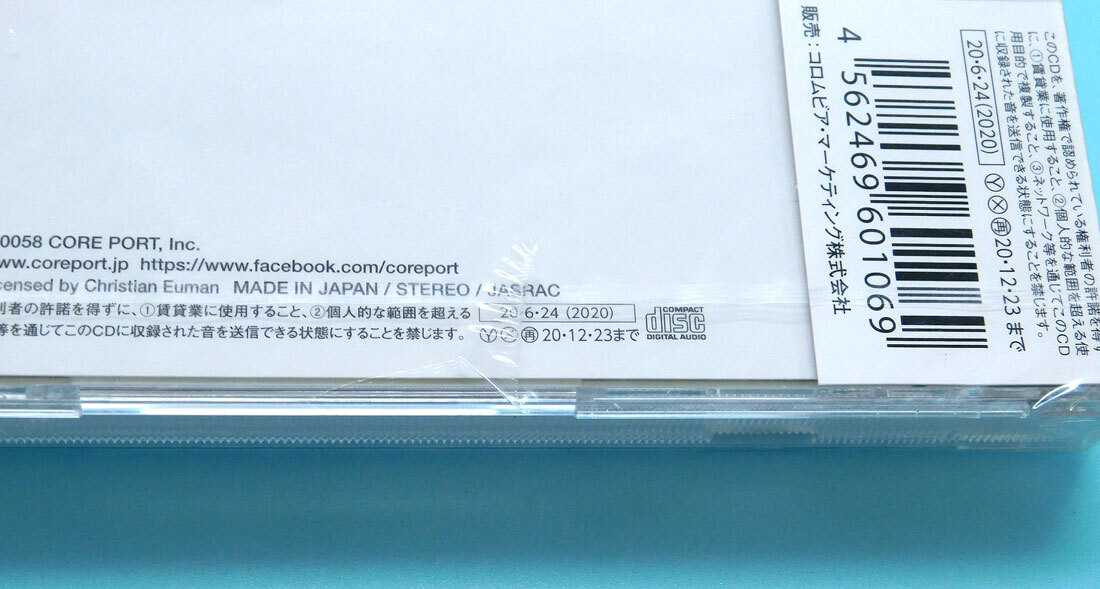 0058 CORE PORT, Inc.
www.coreport.jp https://www.facebook.com/coreport
censed by Christian Euman MADE IN JAPAN / STEREO / JASRAC
利者の許諾を得ずに、①賃貸業に使用すること、②個人的な範囲を超える
等を通じてこのCDに収録された音を送信できる状態にすることを禁じます。
20・6・24 (2020)
Ⓨ Ⓧ ㊢ 20・12・23まで
COMPACT
disc
DIGITAL AUDIO
このCDを、著作権で認められている権利者の許諾を得ず
に、①賃貸業に使用すること、②個人的な範囲を超える使
用目的で複製すること、③ネットワーク等を通じてこのCD
に収録された音を送信できる状態にすることを禁じます。
20・6・24(2020)
Ⓨ Ⓧ 20・12・23まで
4 562469 601069
販売：コロムビア・マーケティング株式会社